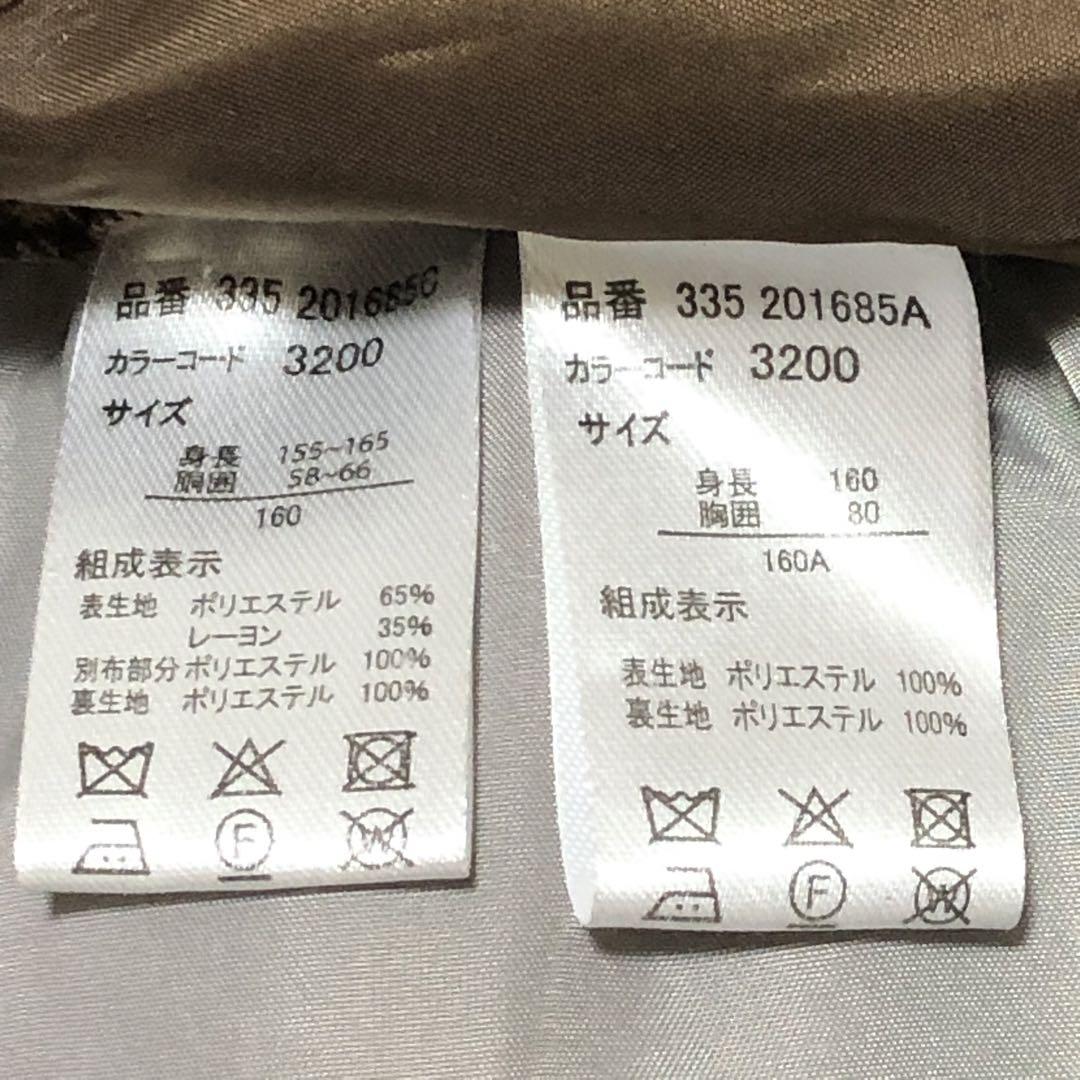 品番 335 201685C
カラーコード 3200
サイズ
身長 155~165
胴囲 58~66
160
組成表示
表生地 ポリエステル 65%
レーヨン 35%
別布部分 ポリエステル 100%
裏生地 ポリエステル 100%
F
W
品番 335 201685A
カラーコード 3200
サイズ
身長 160
胸囲 80
160A
組成表示
表生地 ポリエステル 100%
裏生地 ポリエステル 100%
F
W